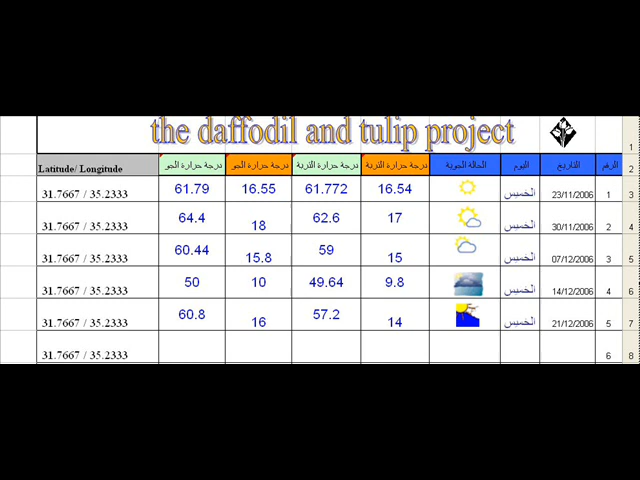 the daffodil and tulip project
1
Latitude/ Longitude درجة حرارة الجو درجة حرارة الجو درجة حرارة التربة درجة حرارة التربة الحالة الجوية اليوم التاريخ الرقم 2
31.7667 / 35.2333 61.79 16.55 61.772 16.54 الخميس 23/11/2006 1 3
31.7667 / 35.2333 64.4 18 62.6 17 الخميس 30/11/2006 2 4
31.7667 / 35.2333 60.44 15.8 59 15 الخميس 07/12/2006 3 5
31.7667 / 35.2333 50 10 49.64 9.8 الخميس 14/12/2006 4 6
31.7667 / 35.2333 60.8 16 57.2 14 الخميس 21/12/2006 5 7
31.7667 / 35.2333 6 8